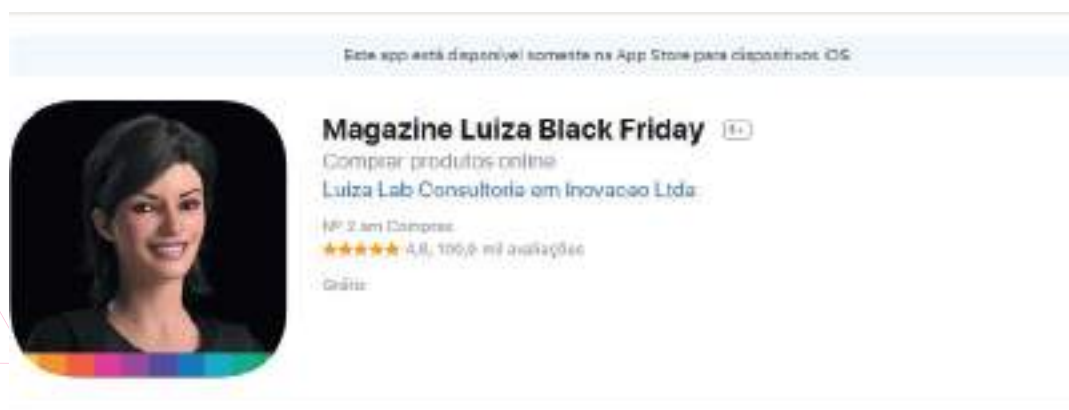 Este app está disponível somente na App Store para dispositivos iOS.
Magazine Luiza Black Friday 4+
Comprar produtos online
Luiza Lab Consultoria em Inovacao Ltda
Nº 2 em Compras
4,8, 100,9 mil avaliações
Grátis